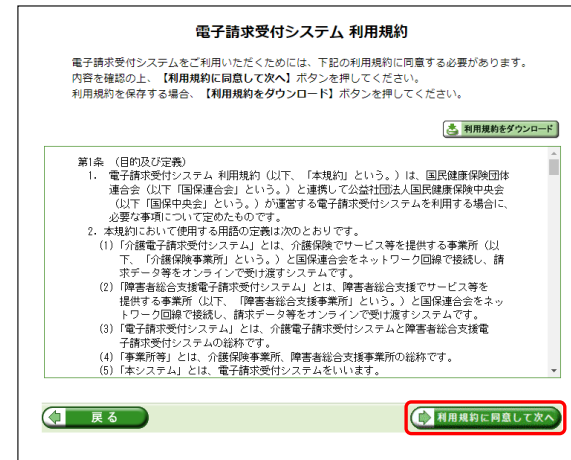 電子請求受付システム 利用規約
電子請求受付システムをご利用いただくためには、下記の利用規約に同意する必要があります。
内容を確認の上、【利用規約に同意して次へ】ボタンを押してください。
利用規約を保存する場合、【利用規約をダウンロード】ボタンを押してください。
利用規約をダウンロード
第1条 （目的及び定義）
1. 電子請求受付システム 利用規約（以下、「本規約」という。）は、国民健康保険団体
連合会（以下「国保連合会」という。）と連携して公益社団法人国民健康保険中央会
（以下「国保中央会」という。）が運営する電子請求受付システムを利用する場合に、
必要な事項について定めたものです。
2. 本規約において使用する用語の定義は次のとおりです。
(1)「介護電子請求受付システム」とは、介護保険でサービス等を提供する事業所（以
下、「介護保険事業所」という。）と国保連合会をネットワーク回線で接続し、請
求データ等をオンラインで受け渡すシステムです。
(2)「障害者総合支援電子請求受付システム」とは、障害者総合支援でサービス等を
提供する事業所（以下、「障害者総合支援事業所」という。）と国保連合会をネッ
トワーク回線で接続し、請求データ等をオンラインで受け渡すシステムです。
(3)「電子請求受付システム」とは、介護電子請求受付システムと障害者総合支援電
子請求受付システムの総称です。
(4)「事業所等」とは、介護保険事業所、障害者総合支援事業所の総称です。
(5)「本システム」とは、電子請求受付システムをいいます。
戻る
利用規約に同意して次へ